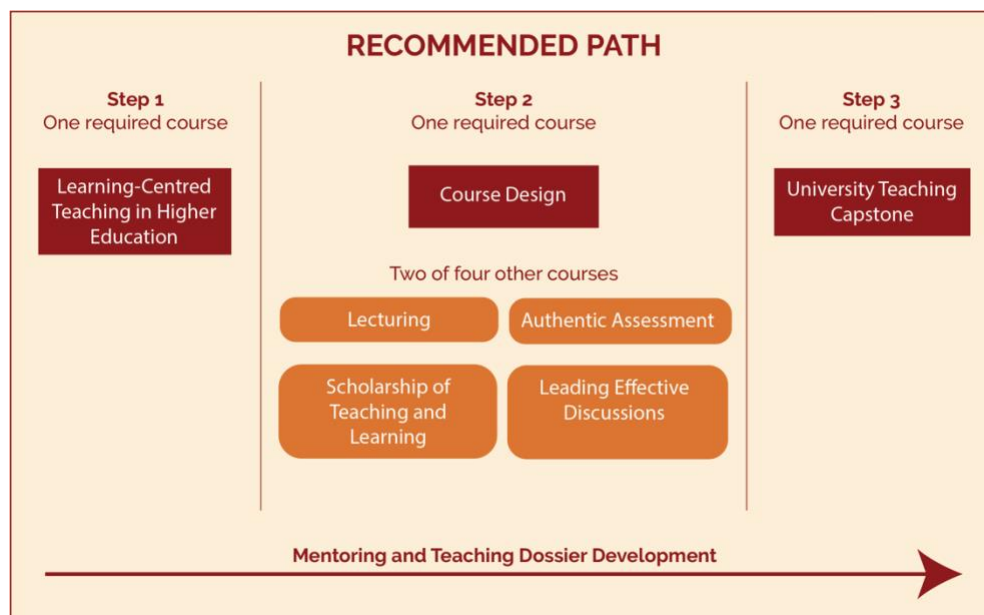 RECOMMENDED PATH
Step 1
One required course
Learning-Centred
Teaching in Higher
Education
Step 2
One required course
Course Design
Two of four other courses
Lecturing
Authentic Assessment
Scholarship of
Teaching and
Learning
Leading Effective
Discussions
Step 3
One required course
University Teaching
Capstone
Mentoring and Teaching Dossier Development